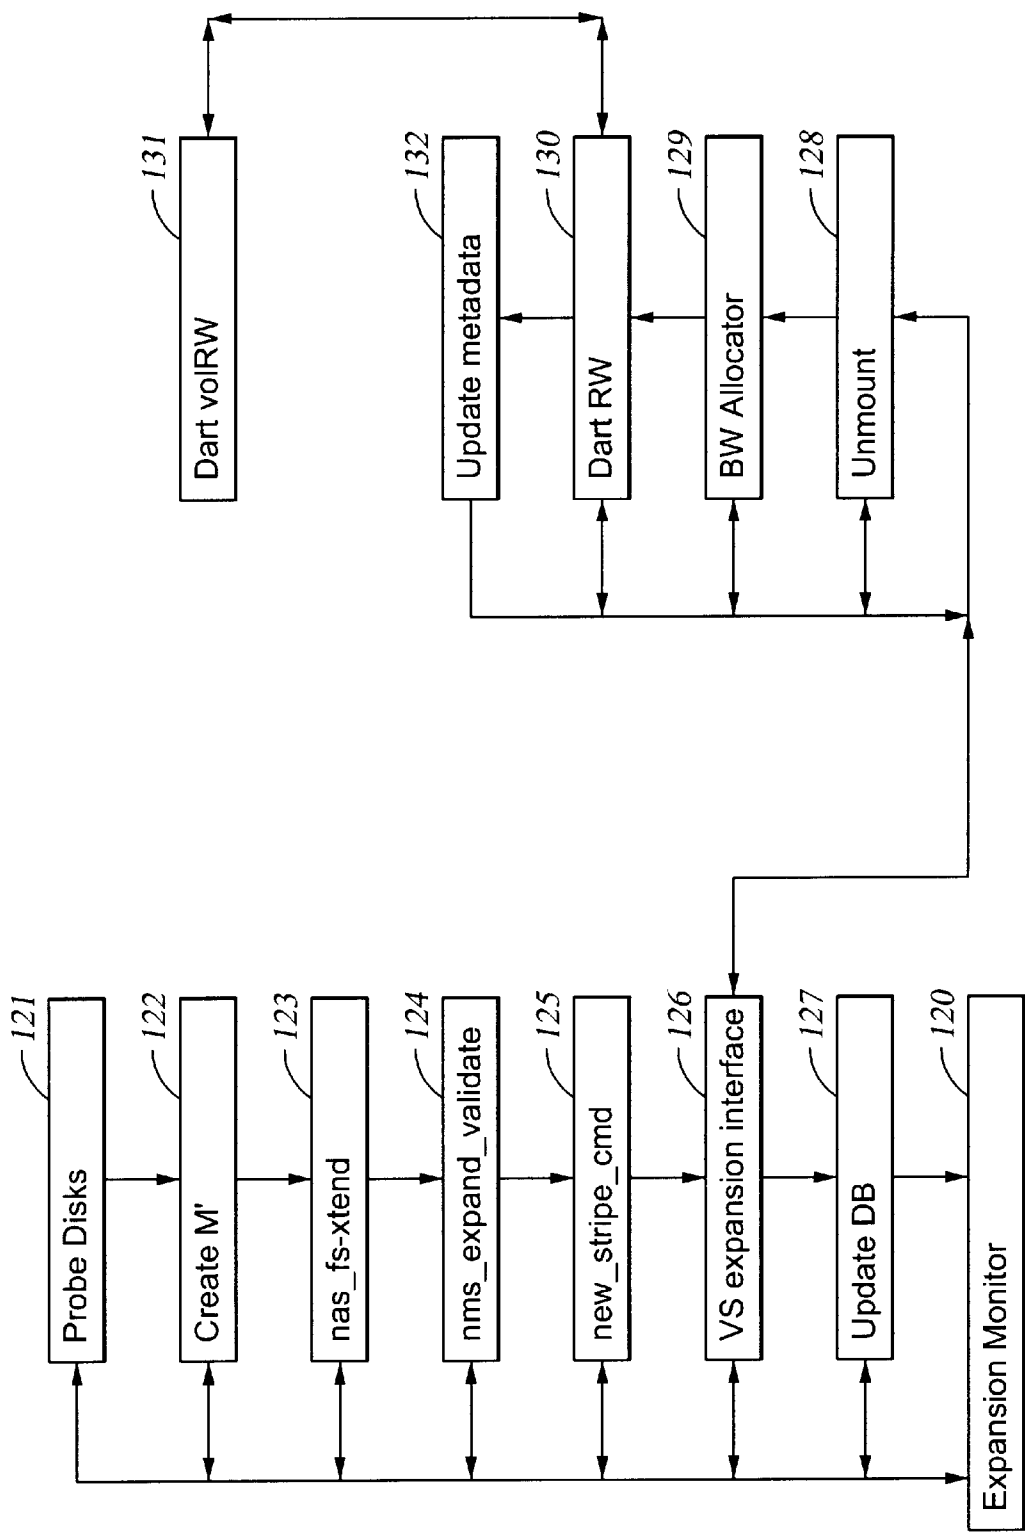 Probe Disks
121
Create M'
122
nas_fs-xtend
123
nms_expand_validate
124
new_stripe_cmd
125
VS expansion interface
126
Update DB
127
Expansion Monitor
120
Dart volRW
131
Update metadata
132
Dart RW
130
BW Allocator
129
Unmount
128